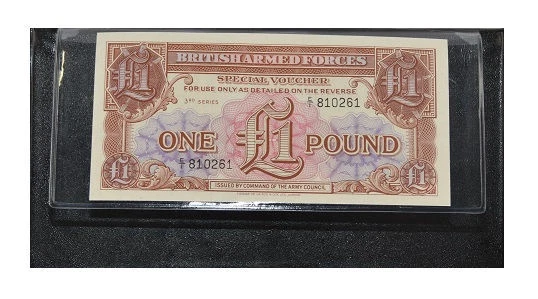 BRITISH ARMED FORCES
£1
£1
SPECIAL VOUCHER
FOR USE ONLY AS DETAILED ON THE REVERSE
3RD SERIES
E/1 810261
ONE £1 POUND
E/1 810261
£1
£1
ISSUED BY COMMAND OF THE ARMY COUNCIL